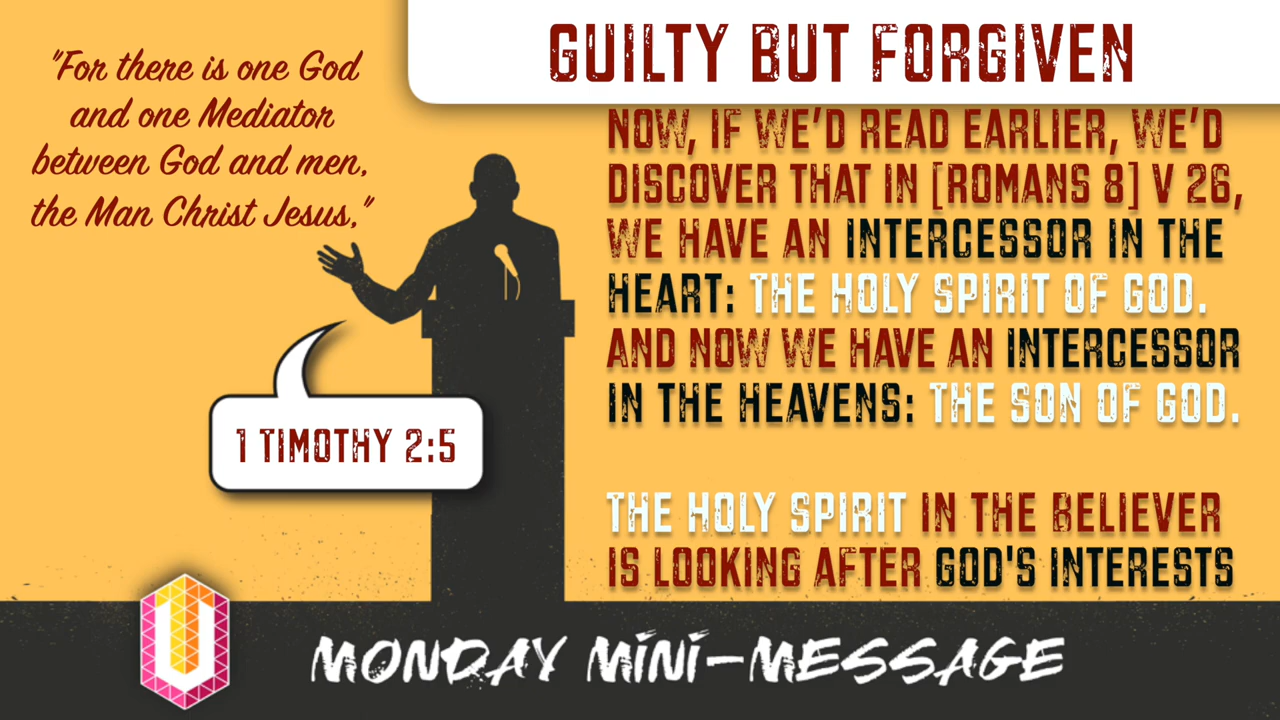 "For there is one God
and one Mediator
between God and men,
the Man Christ Jesus,"
1 TIMOTHY 2:5
GUILTY BUT FORGIVEN
NOW, IF WE'D READ EARLIER, WE'D
DISCOVER THAT IN [ROMANS 8] V 26,
WE HAVE AN INTERCESSOR IN THE
HEART: THE HOLY SPIRIT OF GOD.
AND NOW WE HAVE AN INTERCESSOR
IN THE HEAVENS: THE SON OF GOD.
THE HOLY SPIRIT IN THE BELIEVER
IS LOOKING AFTER GOD'S INTERESTS
U
MONDAY MINI-MESSAGE